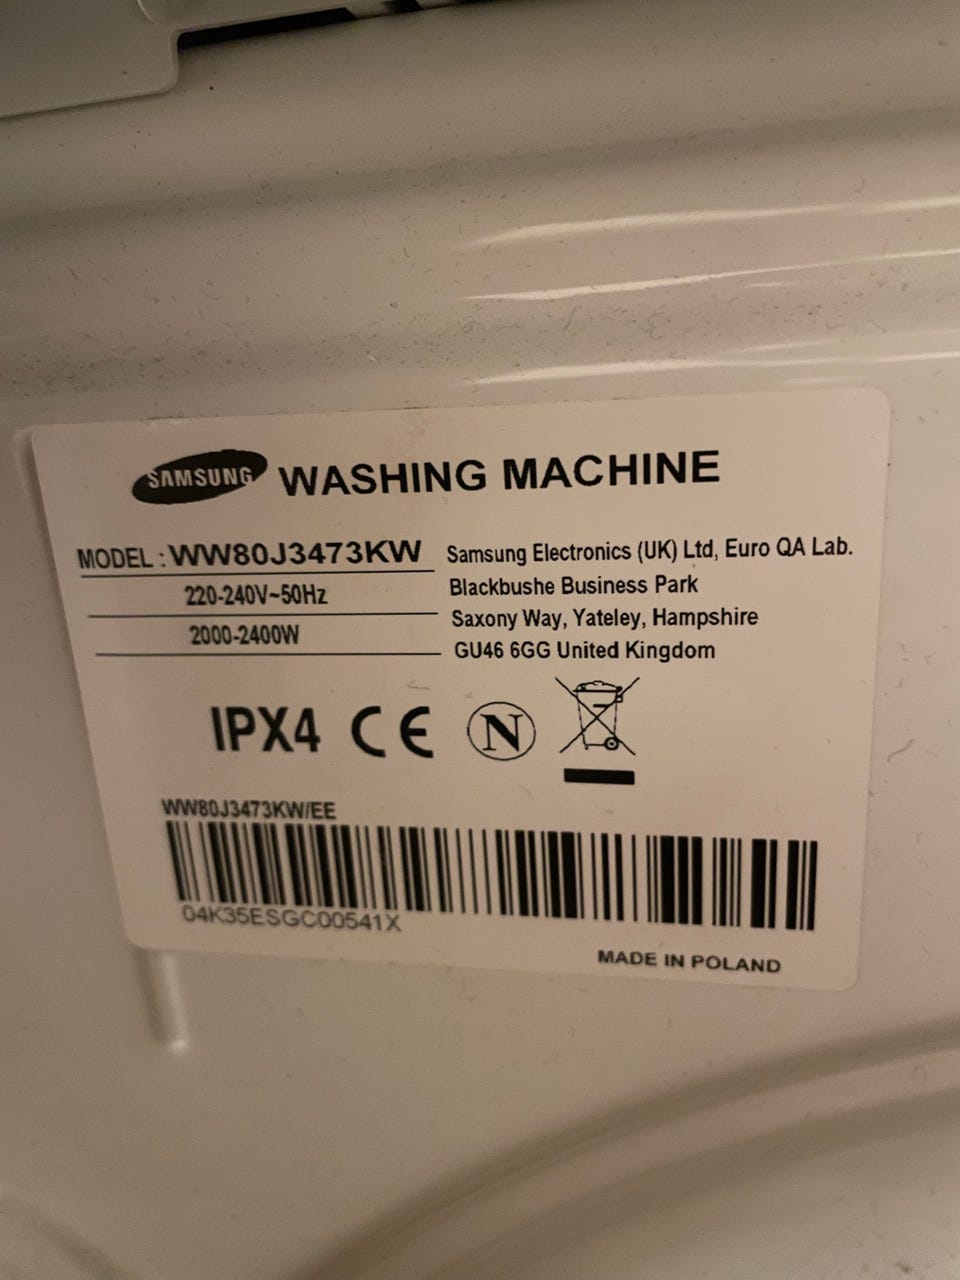 SAMSUNG WASHING MACHINE
MODEL : WW80J3473KW
220-240V~50Hz
2000-2400W
Samsung Electronics (UK) Ltd, Euro QA Lab.
Blackbushe Business Park
Saxony Way, Yateley, Hampshire
GU46 6GG United Kingdom
IPX4 CE N
WW80J3473KW/EE
04K35ESGC00541X
MADE IN POLAND